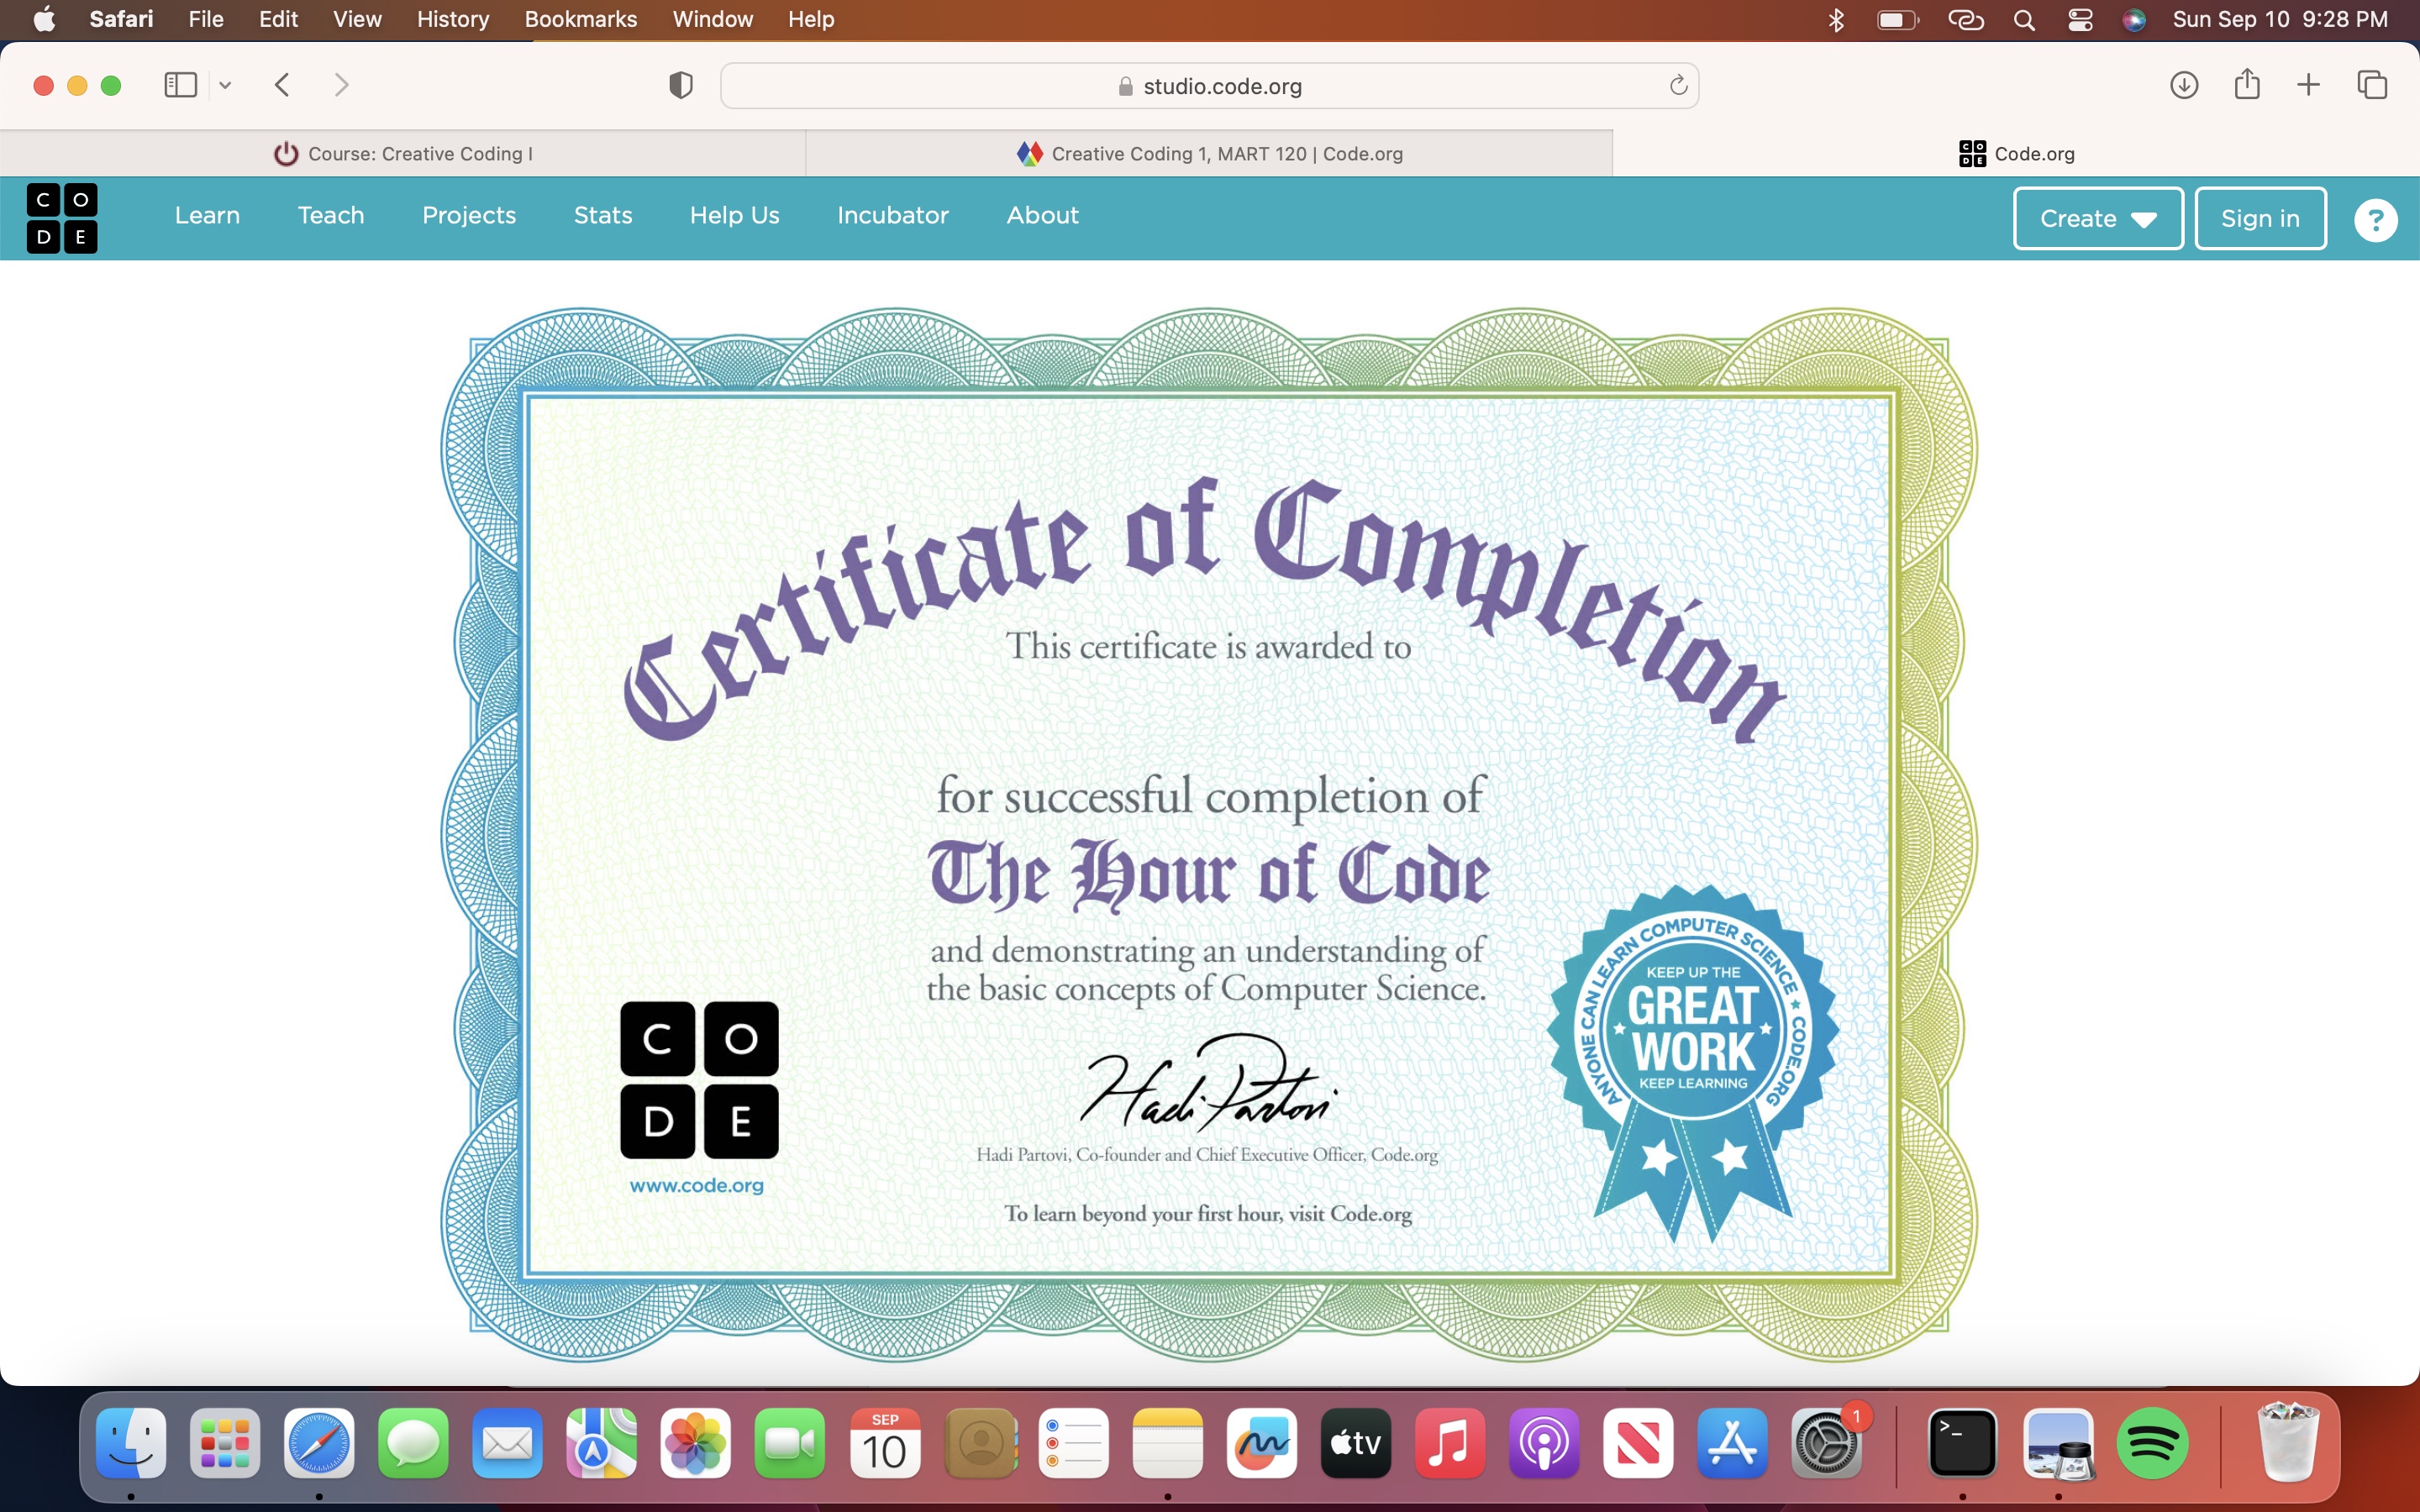 Safari File Edit View History Bookmarks Window Help Sun Sep 10 9:28 PM
studio.code.org
Course: Creative Coding I
Creative Coding 1, MART 120 | Code.org
Code.org
C O
D E
Learn Teach Projects Stats Help Us Incubator About Create Sign in ?
Certificate of Completion
This certificate is awarded to
for successful completion of
The Hour of Code
and demonstrating an understanding of
the basic concepts of Computer Science.
C O
D E
www.code.org
Hadi Partovi
Hadi Partovi, Co-founder and Chief Executive Officer, Code.org
To learn beyond your first hour, visit Code.org
ANYONE CAN LEARN COMPUTER SCIENCE ★ CODE.ORG
KEEP UP THE
GREAT
WORK
KEEP LEARNING
SEP
10
tv
1
>_